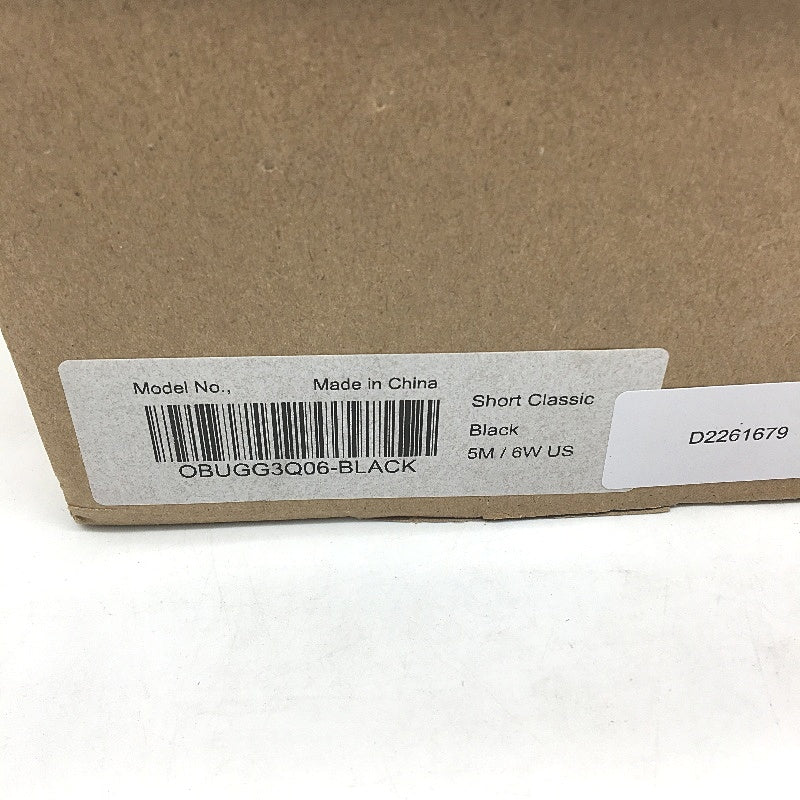 Model No., Made in China
OBUGG3Q06-BLACK
Short Classic
Black
5M / 6W US
D2261679